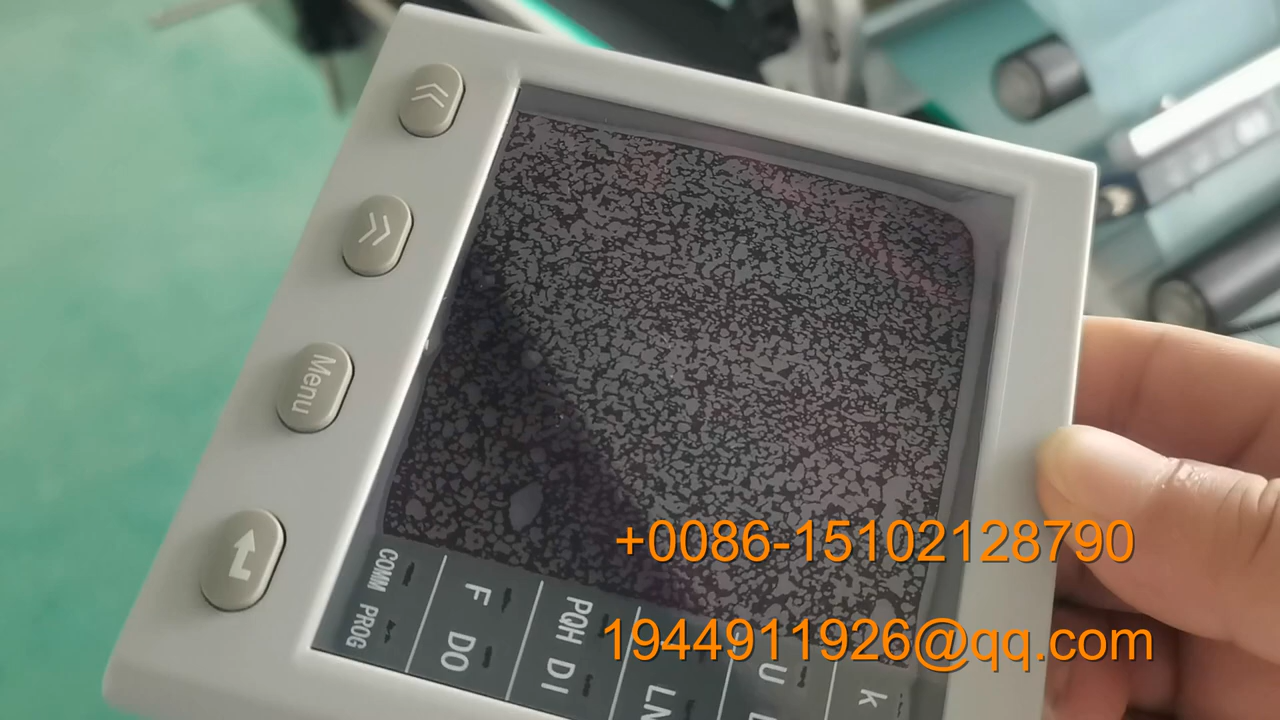 Menu
COMM PROG
F DO
PQH DI
LN
U
k
+0086-15102128790
1944911926@qq.com